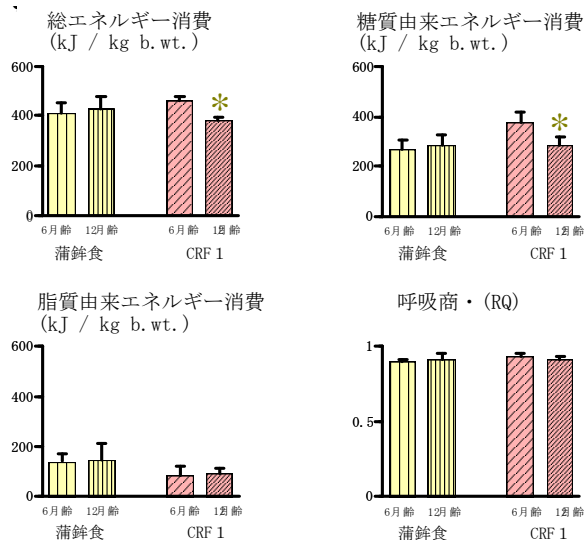 総エネルギー消費
(kJ / kg b.wt.)
600
400
200
0
*
6月齢 12月齢 6月齢 12月齢
蒲鉾食 CRF 1
糖質由来エネルギー消費
(kJ / kg b.wt.)
600
400
200
0
*
6月齢 12月齢 6月齢 12月齢
蒲鉾食 CRF 1
脂質由来エネルギー消費
(kJ / kg b.wt.)
600
400
200
0
6月齢 12月齢 6月齢 12月齢
蒲鉾食 CRF 1
呼吸商・(RQ)
1
0.5
0
6月齢 12月齢 6月齢 12月齢
蒲鉾食 CRF 1